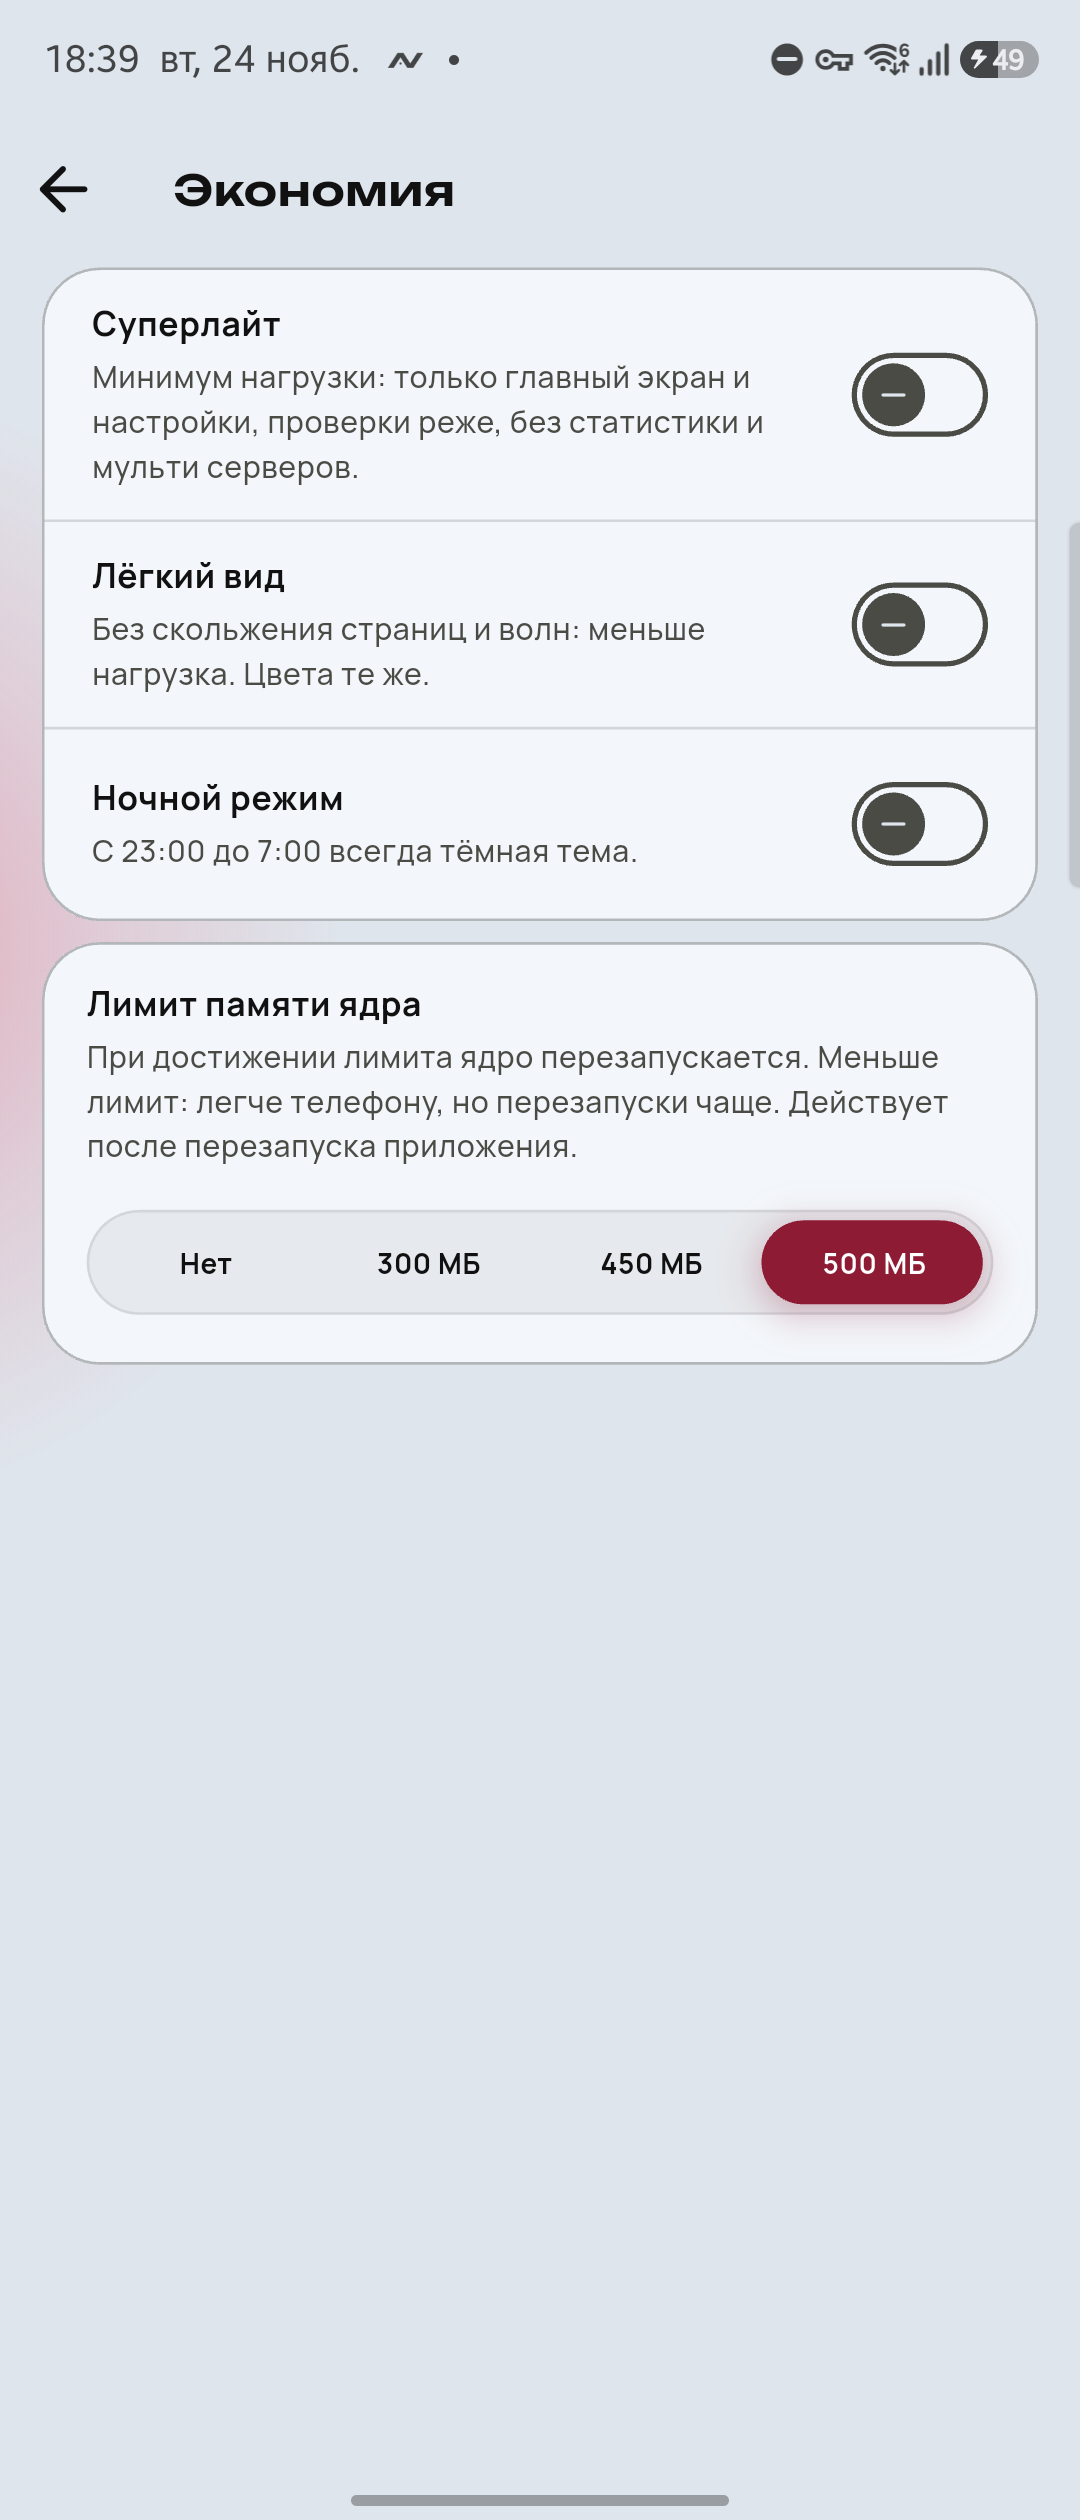 18:39 вт, 24 нояб.
6
49
Экономия
Суперлайт
Минимум нагрузки: только главный экран и
настройки, проверки реже, без статистики и
мульти серверов.
Лёгкий вид
Без скольжения страниц и волн: меньше
нагрузка. Цвета те же.
Ночной режим
С 23:00 до 7:00 всегда тёмная тема.
Лимит памяти ядра
При достижении лимита ядро перезапускается. Меньше
лимит: легче телефону, но перезапуски чаще. Действует
после перезапуска приложения.
Нет 300 МБ 450 МБ 500 МБ